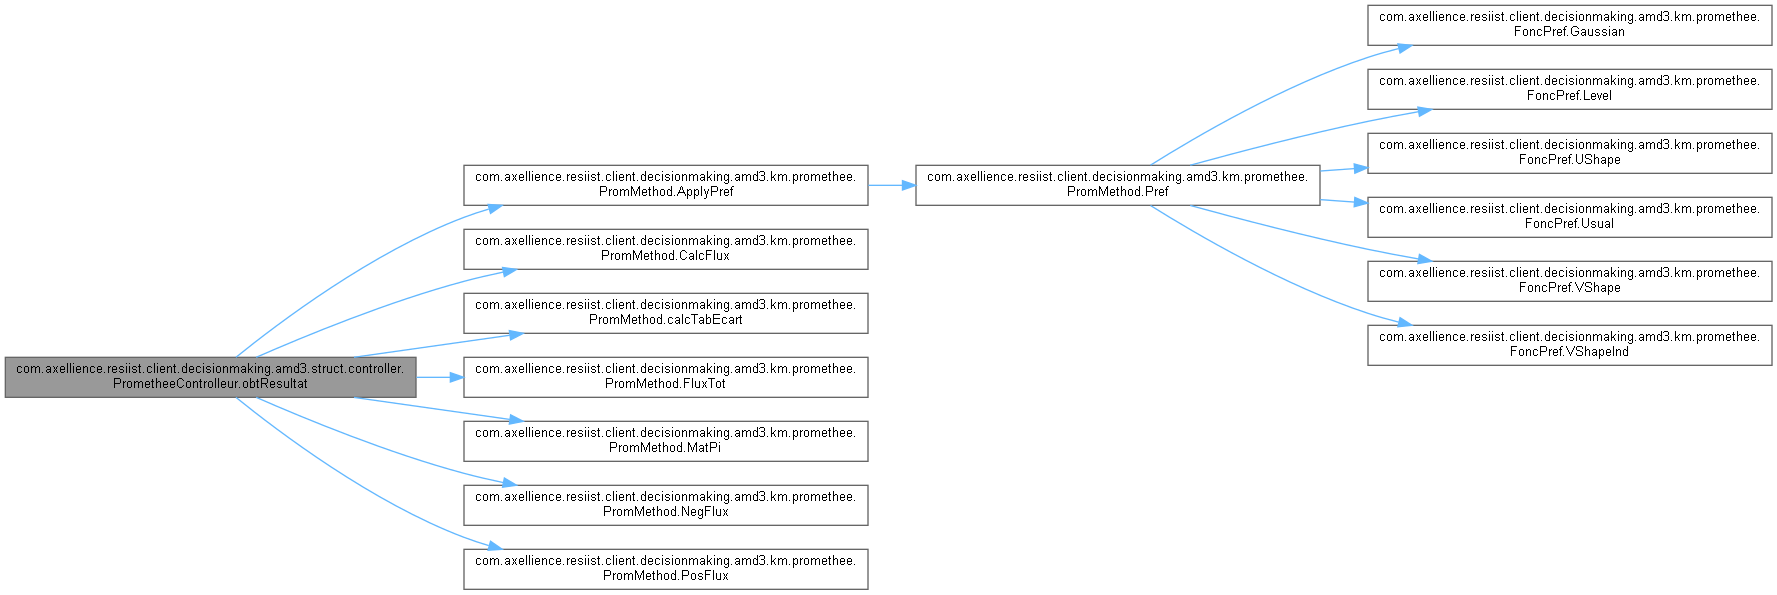 com.axellience.resiist.client.decisionmaking.amd3.struct.controller.
PrometheeControlleur.obtResultat
com.axellience.resiist.client.decisionmaking.amd3.km.promethee.
PromMethod.ApplyPref
com.axellience.resiist.client.decisionmaking.amd3.km.promethee.
PromMethod.CalcFlux
com.axellience.resiist.client.decisionmaking.amd3.km.promethee.
PromMethod.calcTabEcart
com.axellience.resiist.client.decisionmaking.amd3.km.promethee.
PromMethod.FluxTot
com.axellience.resiist.client.decisionmaking.amd3.km.promethee.
PromMethod.MatPi
com.axellience.resiist.client.decisionmaking.amd3.km.promethee.
PromMethod.NegFlux
com.axellience.resiist.client.decisionmaking.amd3.km.promethee.
PromMethod.PosFlux
com.axellience.resiist.client.decisionmaking.amd3.km.promethee.
PromMethod.Pref
com.axellience.resiist.client.decisionmaking.amd3.km.promethee.
FoncPref.Gaussian
com.axellience.resiist.client.decisionmaking.amd3.km.promethee.
FoncPref.Level
com.axellience.resiist.client.decisionmaking.amd3.km.promethee.
FoncPref.UShape
com.axellience.resiist.client.decisionmaking.amd3.km.promethee.
FoncPref.Usual
com.axellience.resiist.client.decisionmaking.amd3.km.promethee.
FoncPref.VShape
com.axellience.resiist.client.decisionmaking.amd3.km.promethee.
FoncPref.VShapeInd